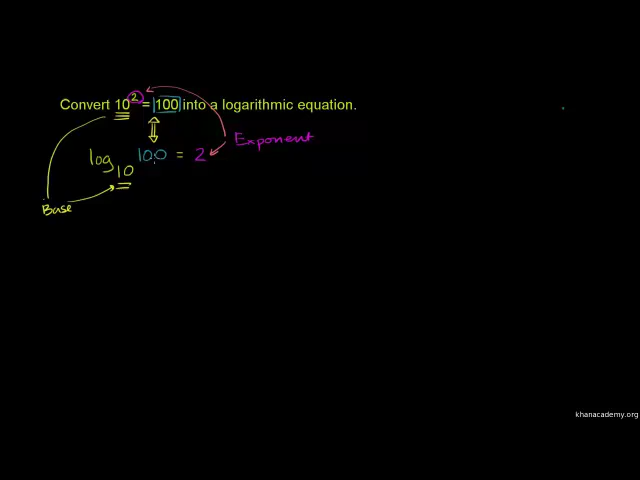 Convert 10² = 100 into a logarithmic equation.
Exponent
log₁₀ 100 = 2
Base
khanacademy.org